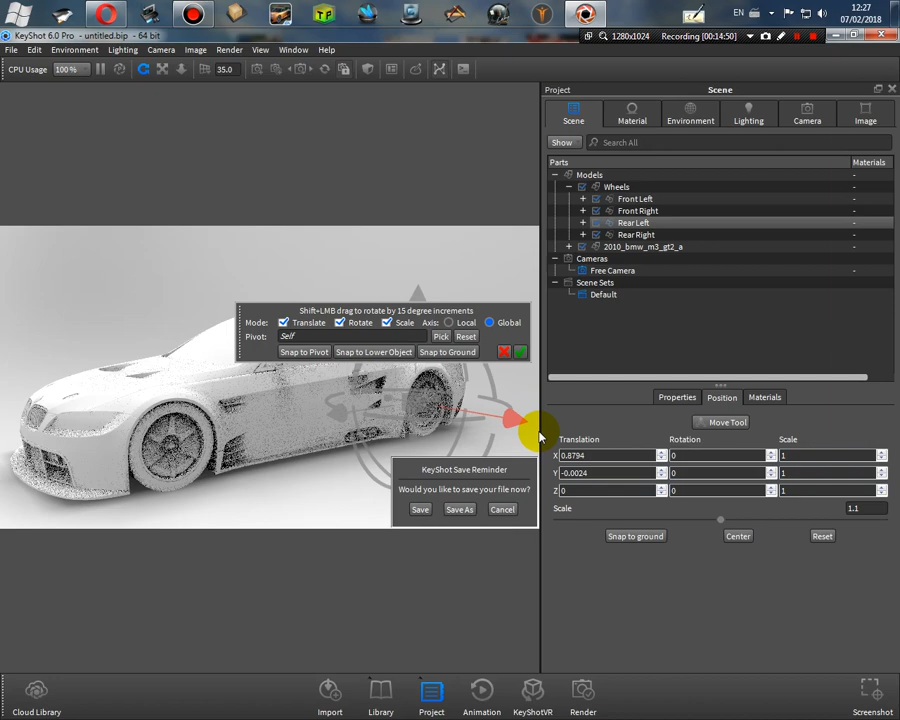 EN
12:27
07/02/2018
KeyShot 6.0 Pro - untitled.bip - 64 bit
1280x1024
Recording [00:14:50]
File Edit Environment Lighting Camera Image Render View Window Help
CPU Usage 100 % 35.0
Project Scene
Scene Material Environment Lighting Camera Image
Show Search All
Parts Materials
Models -
Wheels -
Front Left -
Front Right -
Rear Left -
Rear Right -
2010_bmw_m3_gt2_a -
Cameras
Free Camera -
Scene Sets
Default -
Shift+LMB drag to rotate by 15 degree increments
Mode: Translate Rotate Scale Axis: Local Global
Pivot: Self Pick Reset
Snap to Pivot Snap to Lower Object Snap to Ground
KeyShot Save Reminder
Would you like to save your file now?
Save Save As Cancel
Properties Position Materials
Move Tool
Translation Rotation Scale
X 0.8794 0 1
Y -0.0024 0 1
Z 0 0 1
Scale 1.1
Snap to ground Center Reset
Cloud Library Import Library Project Animation KeyShotVR Render Screenshot